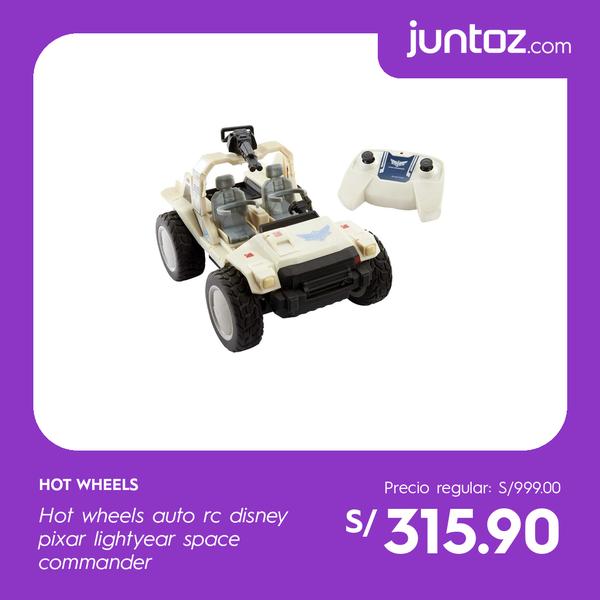 juntoz.com
HOT WHEELS
Hot wheels auto rc disney
pixar lightyear space
commander
Precio regular: S/999.00
S/315.90